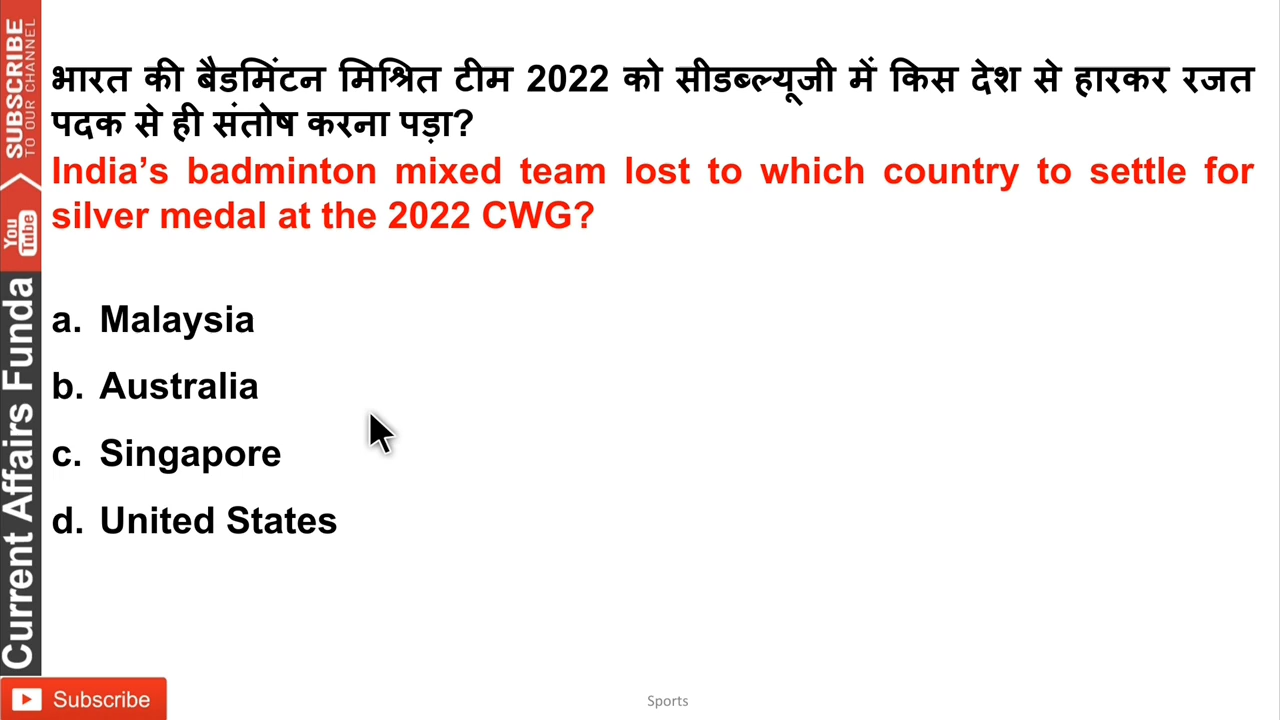 भारत की बैडमिंटन मिश्रित टीम 2022 को सीडब्ल्यूजी में किस देश से हारकर रजत
पदक से ही संतोष करना पड़ा?
India’s badminton mixed team lost to which country to settle for
silver medal at the 2022 CWG?
a. Malaysia
b. Australia
c. Singapore
d. United States
SUBSCRIBE
TO OUR CHANNEL
You
Tube
Current Affairs Funda
Subscribe
Sports